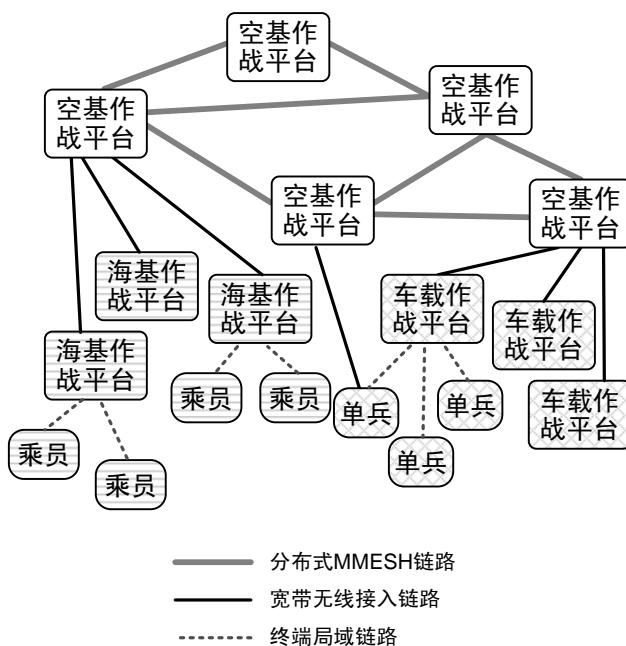 空基作
战平台
空基作
战平台
空基作
战平台
空基作
战平台
空基作
战平台
海基作
战平台
海基作
战平台
车载作
战平台
车载作
战平台
海基作
战平台
乘员
乘员
单兵
单兵
车载作
战平台
乘员
单兵
乘员
分布式MMESH链路
宽带无线接入链路
终端局域链路